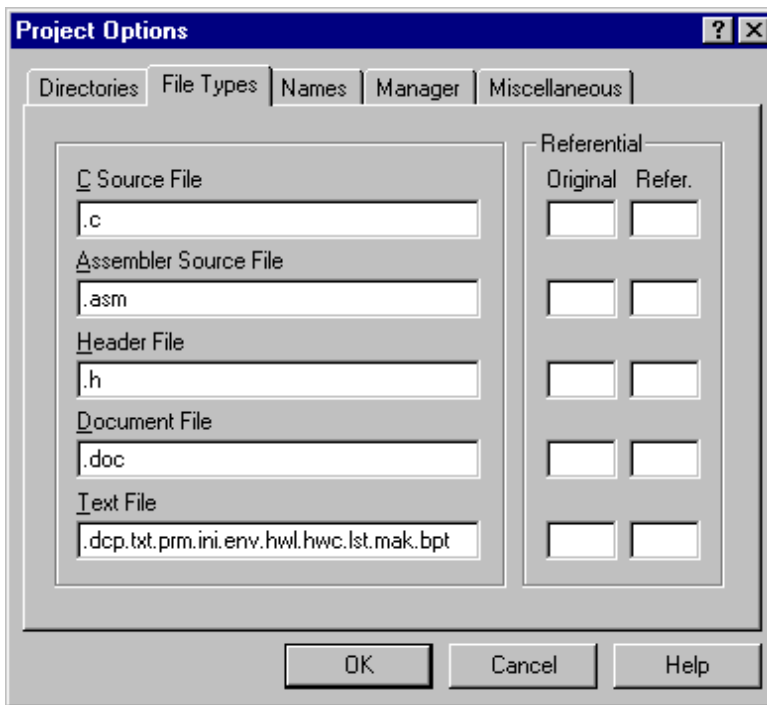 Project Options
Directories File Types Names Manager Miscellaneous
Referential
C Source File Original Refer.
.c
Assembler Source File
.asm
Header File
.h
Document File
.doc
Text File
.dcp.txt.prm.ini.env.hwl.hwc.lst.mak.bpt
OK Cancel Help